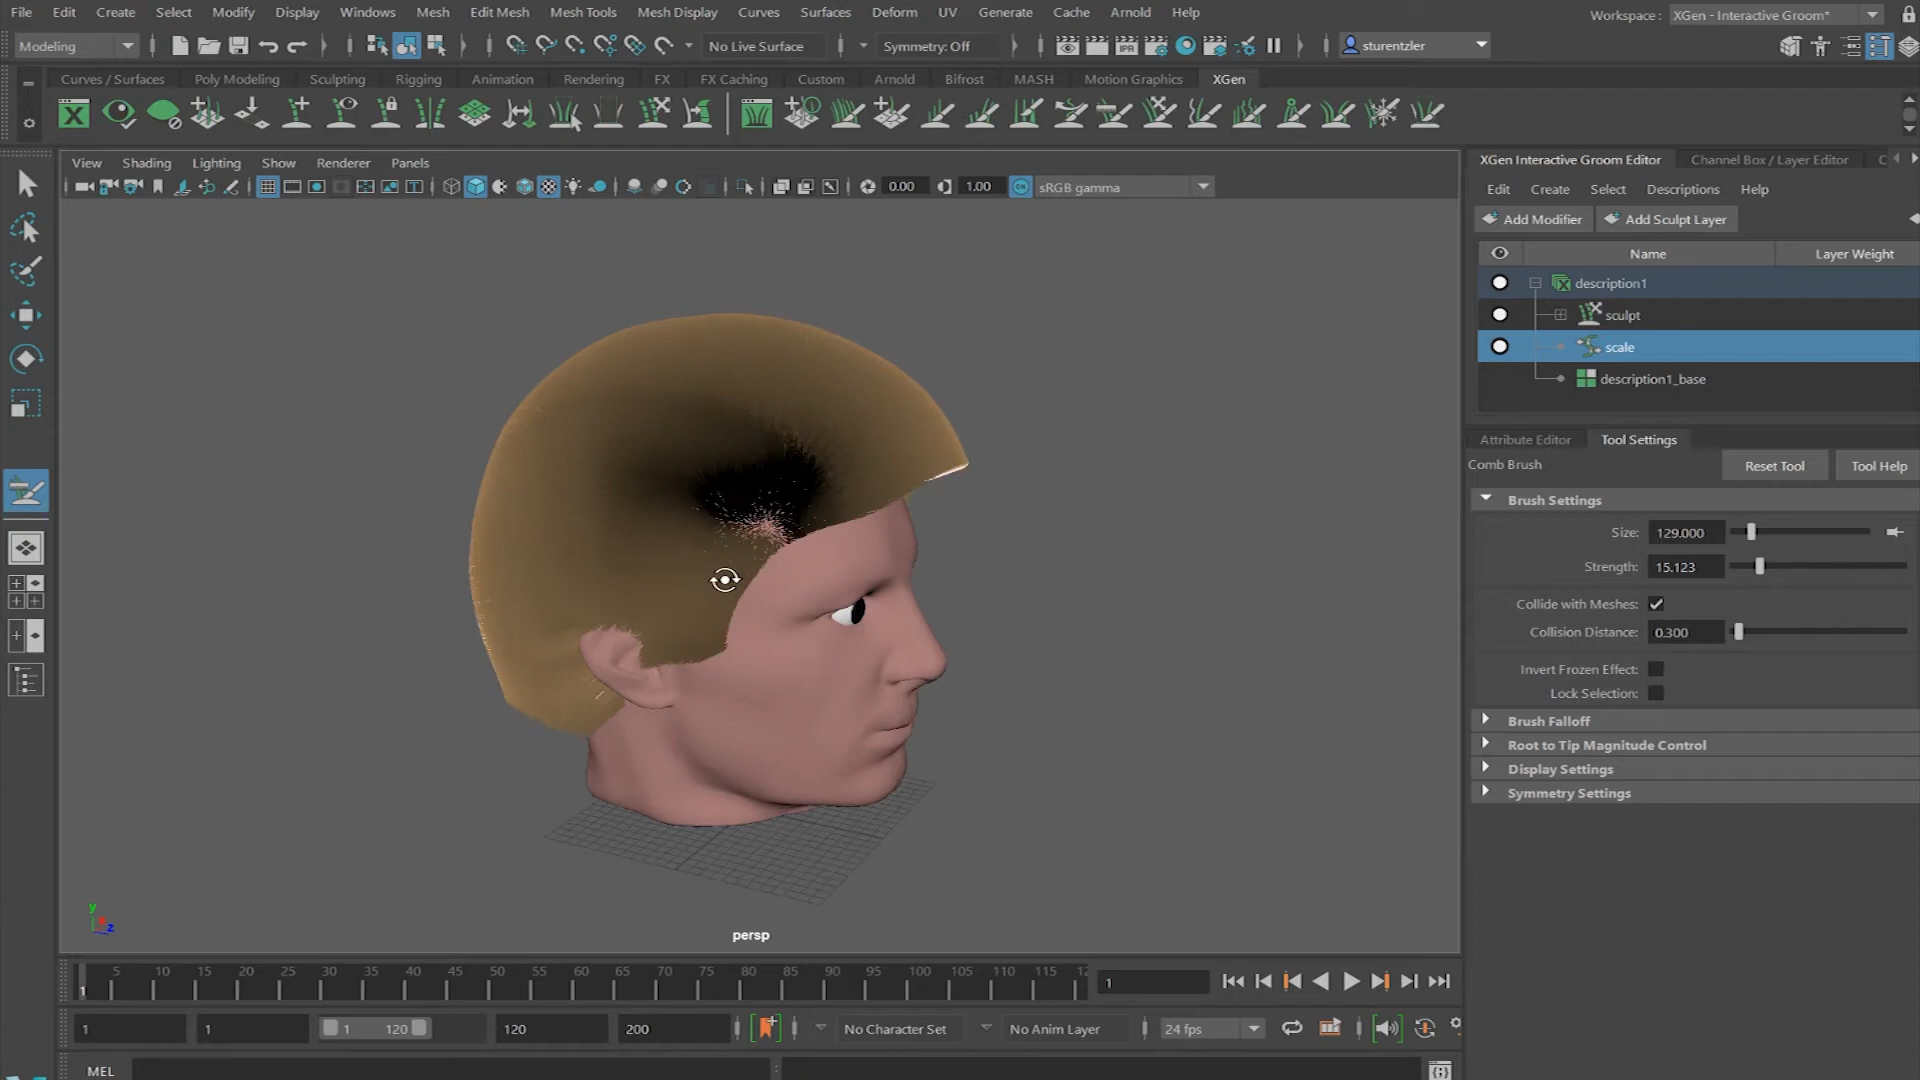 File Edit Create Select Modify Display Windows Mesh Edit Mesh Mesh Tools Mesh Display Curves Surfaces Deform UV Generate Cache Arnold Help
Workspace : XGen - Interactive Groom*
Modeling No Live Surface Symmetry: Off sturentzler
Curves / Surfaces Poly Modeling Sculpting Rigging Animation Rendering FX FX Caching Custom Arnold Bifrost MASH Motion Graphics XGen
IPR
View Shading Lighting Show Renderer Panels
0.00 1.00 ON sRGB gamma
XGen Interactive Groom Editor Channel Box / Layer Editor C
Edit Create Select Descriptions Help
Add Modifier Add Sculpt Layer
Name Layer Weight
description1
sculpt
scale
description1_base
Attribute Editor Tool Settings
Comb Brush Reset Tool Tool Help
Brush Settings
Size: 129.000
Strength: 15.123
Collide with Meshes:
Collision Distance: 0.300
Invert Frozen Effect:
Lock Selection:
Brush Falloff
Root to Tip Magnitude Control
Display Settings
Symmetry Settings
y
z
persp
5 10 15 20 25 30 35 40 45 50 55 60 65 70 75 80 85 90 95 100 105 110 115 12
1 1
1 1 1 120 120 200 No Character Set No Anim Layer 24 fps
MEL